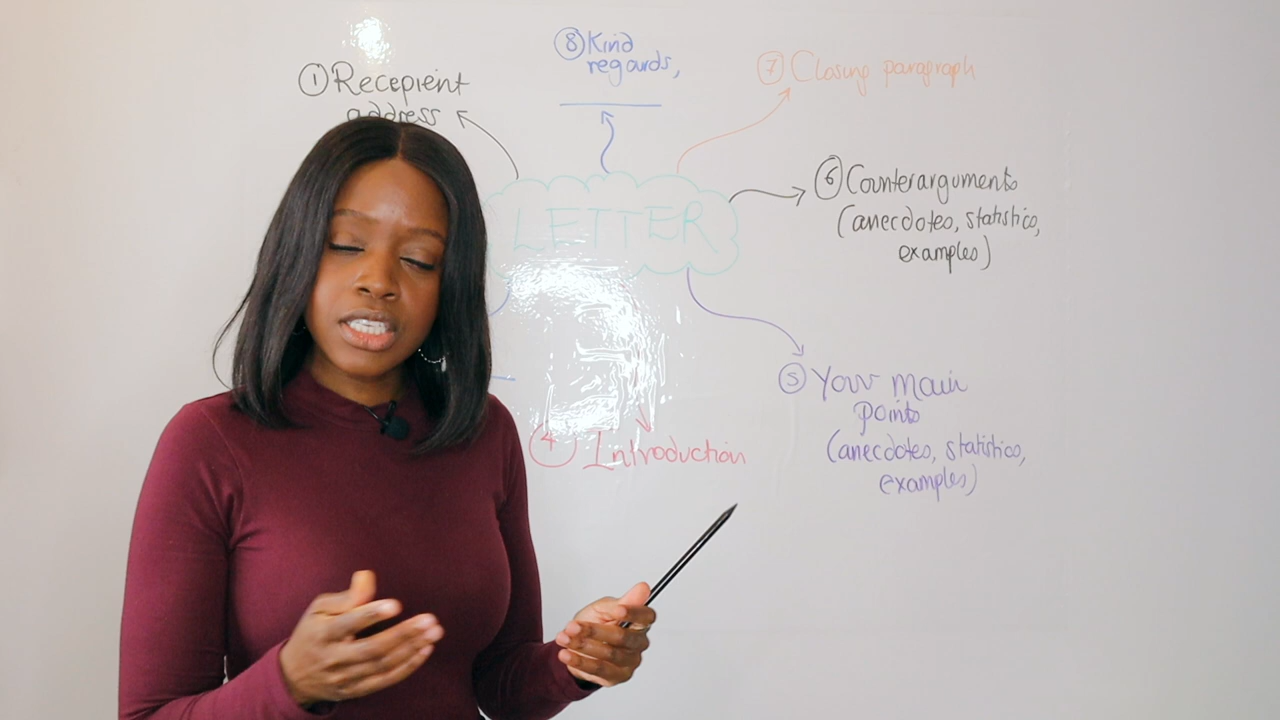 ① Recepient
address
⑧ Kind
regards,
⑦ Closing paragraph
LETTER
⑥ Counterarguments
(anecdotes, statistics,
examples)
⑤ Your main
points
(anecdotes, statistics,
examples)
④ Introduction